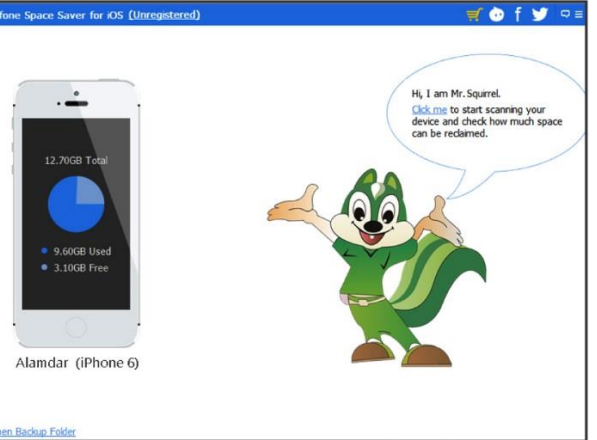 fone Space Saver for iOS (Unregistered)
Hi, I am Mr. Squirrel.
Click me to start scanning your
device and check how much space
can be reclaimed.
12.70GB Total
9.60GB Used
3.10GB Free
Alamdar (iPhone 6)
pen Backup Folder